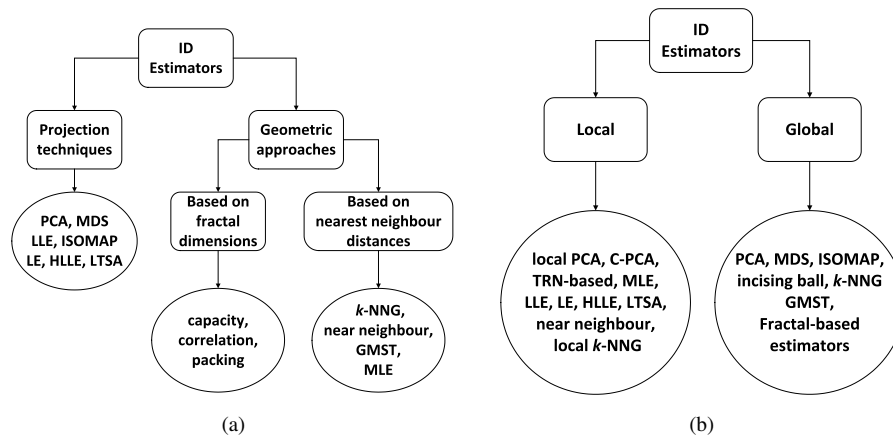 ID
Estimators
Projection
techniques
Geometric
approaches
PCA, MDS
LLE, ISOMAP
LE, HLLE, LTSA
Based on
fractal
dimensions
Based on
nearest neighbour
distances
capacity,
correlation,
packing
k-NNG,
near neighbour,
GMST,
MLE
(a)
ID
Estimators
Local
Global
local PCA, C-PCA,
TRN-based, MLE,
LLE, LE, HLLE, LTSA,
near neighbour,
local k-NNG
PCA, MDS, ISOMAP,
incising ball, k-NNG
GMST,
Fractal-based
estimators
(b)